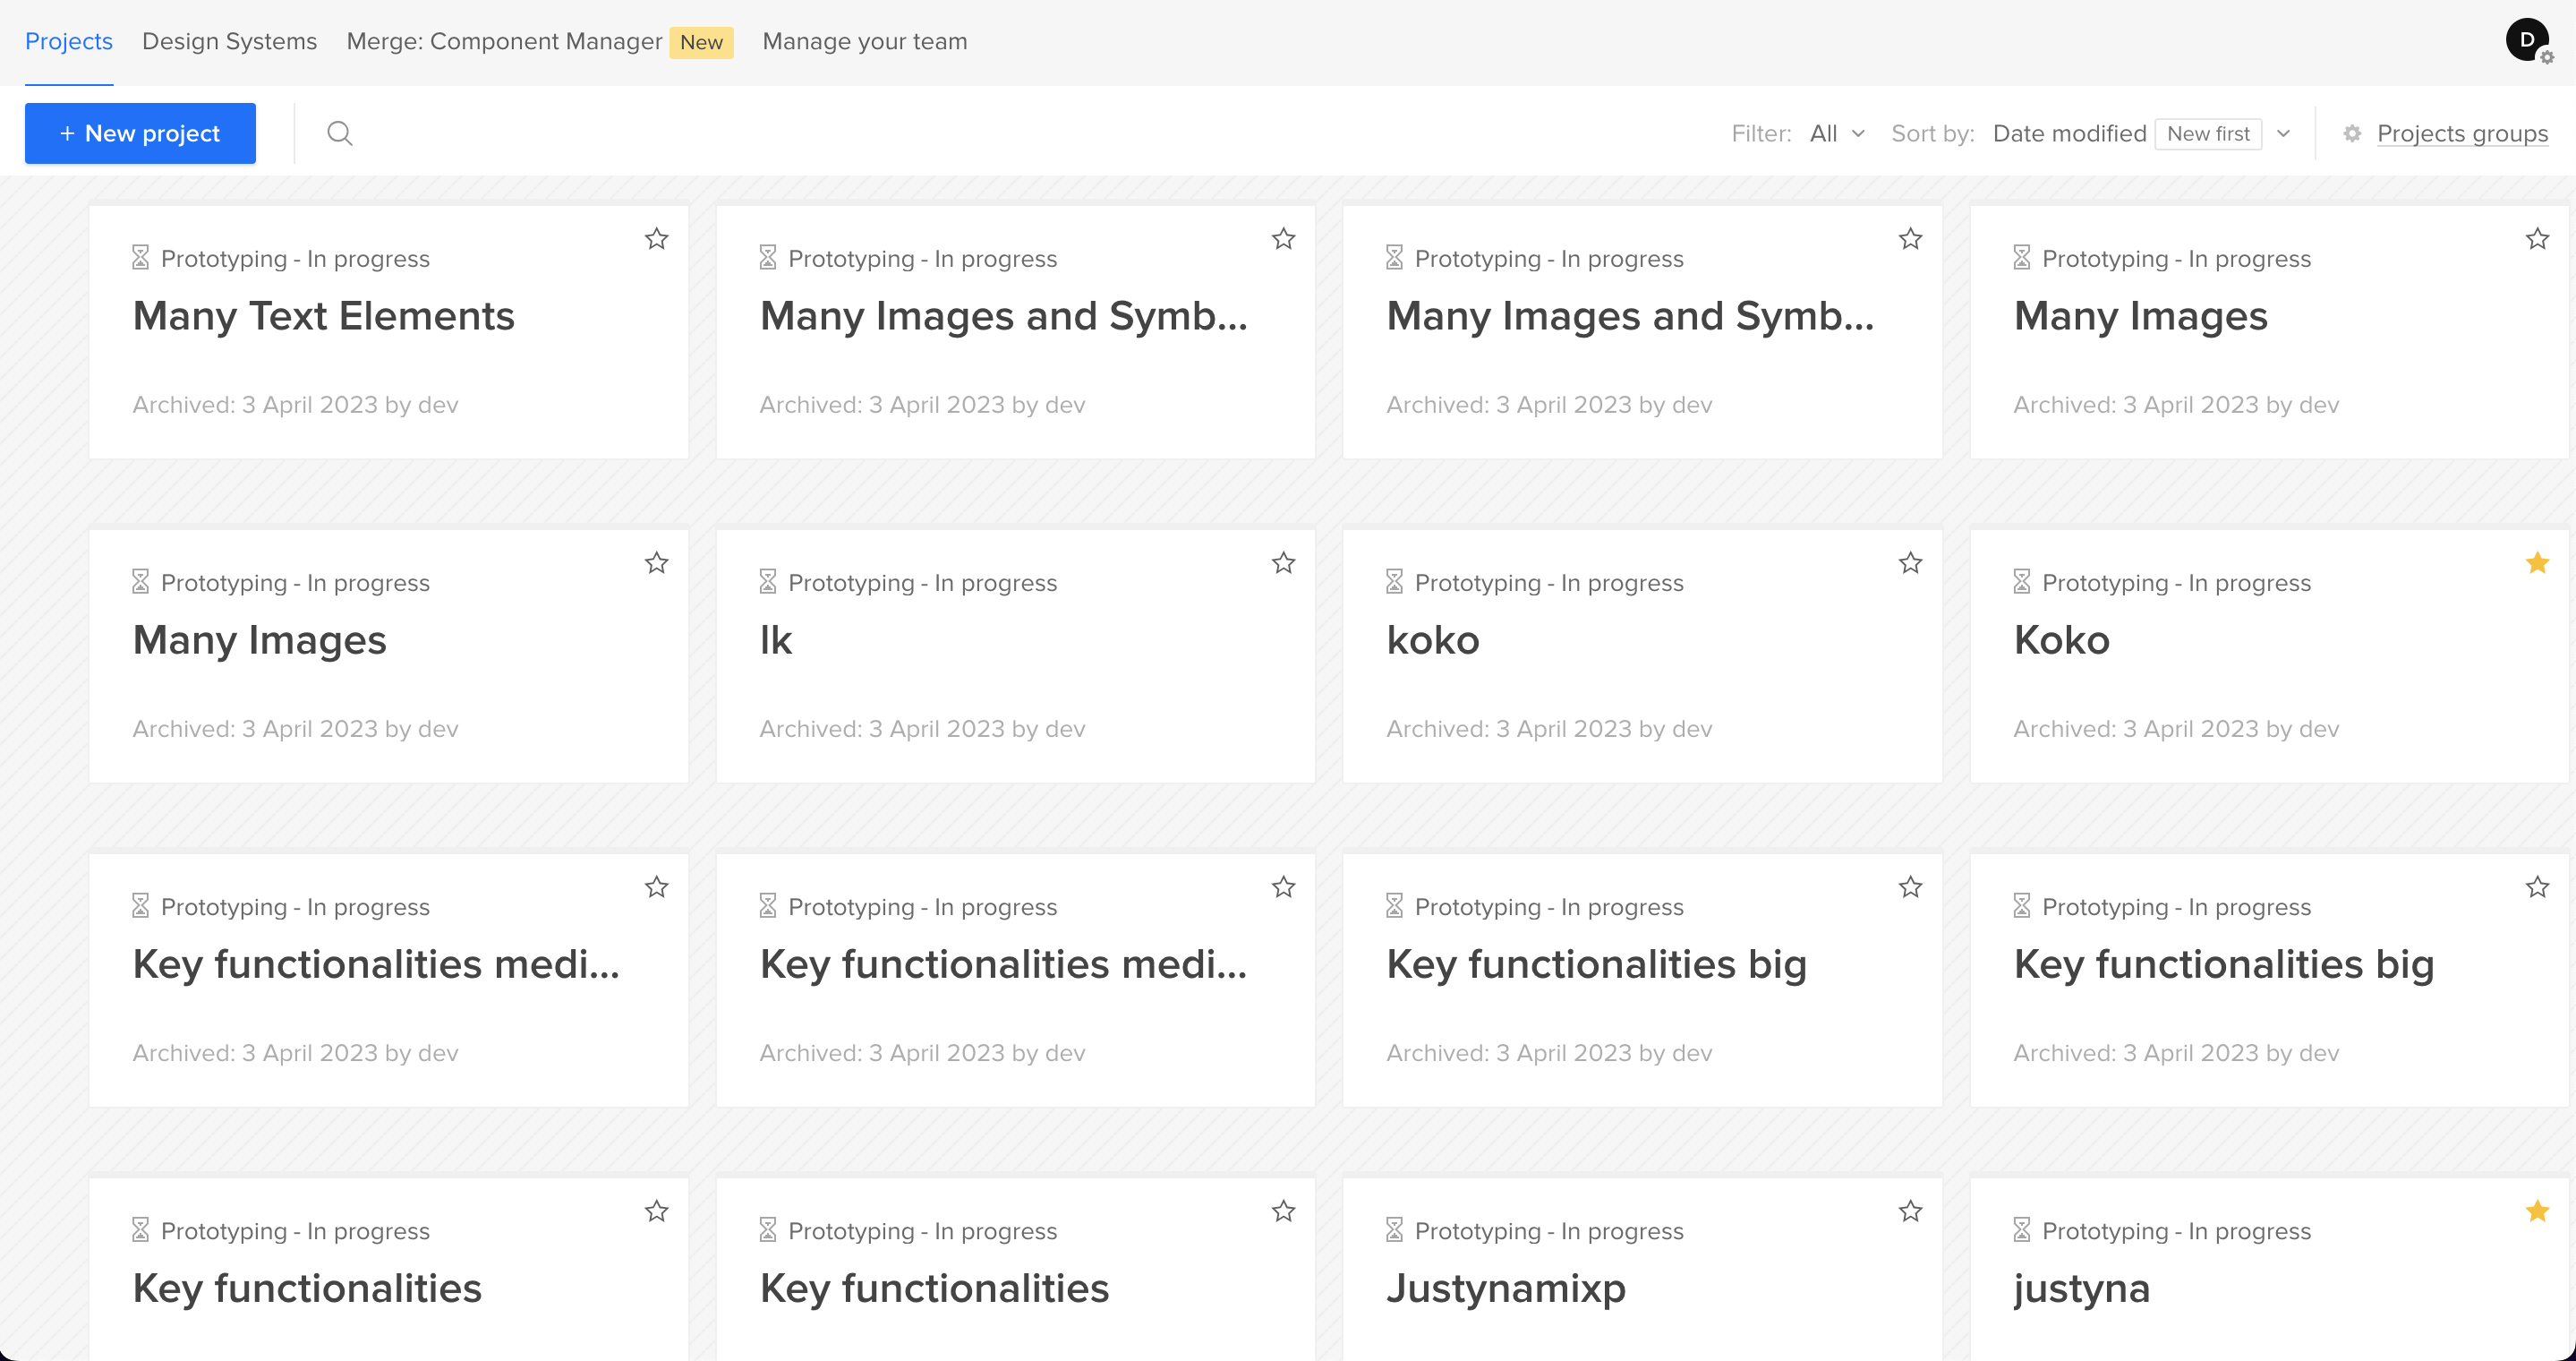 Projects Design Systems Merge: Component Manager New Manage your team D
+ New project Filter: All Sort by: Date modified New first Projects groups
Prototyping - In progress
Many Text Elements
Archived: 3 April 2023 by dev
Prototyping - In progress
Many Images and Symb...
Archived: 3 April 2023 by dev
Prototyping - In progress
Many Images and Symb...
Archived: 3 April 2023 by dev
Prototyping - In progress
Many Images
Archived: 3 April 2023 by dev
Prototyping - In progress
Many Images
Archived: 3 April 2023 by dev
Prototyping - In progress
lk
Archived: 3 April 2023 by dev
Prototyping - In progress
koko
Archived: 3 April 2023 by dev
Prototyping - In progress
Koko
Archived: 3 April 2023 by dev
Prototyping - In progress
Key functionalities medi...
Archived: 3 April 2023 by dev
Prototyping - In progress
Key functionalities medi...
Archived: 3 April 2023 by dev
Prototyping - In progress
Key functionalities big
Archived: 3 April 2023 by dev
Prototyping - In progress
Key functionalities big
Archived: 3 April 2023 by dev
Prototyping - In progress
Key functionalities
Prototyping - In progress
Key functionalities
Prototyping - In progress
Justynamixp
Prototyping - In progress
justyna